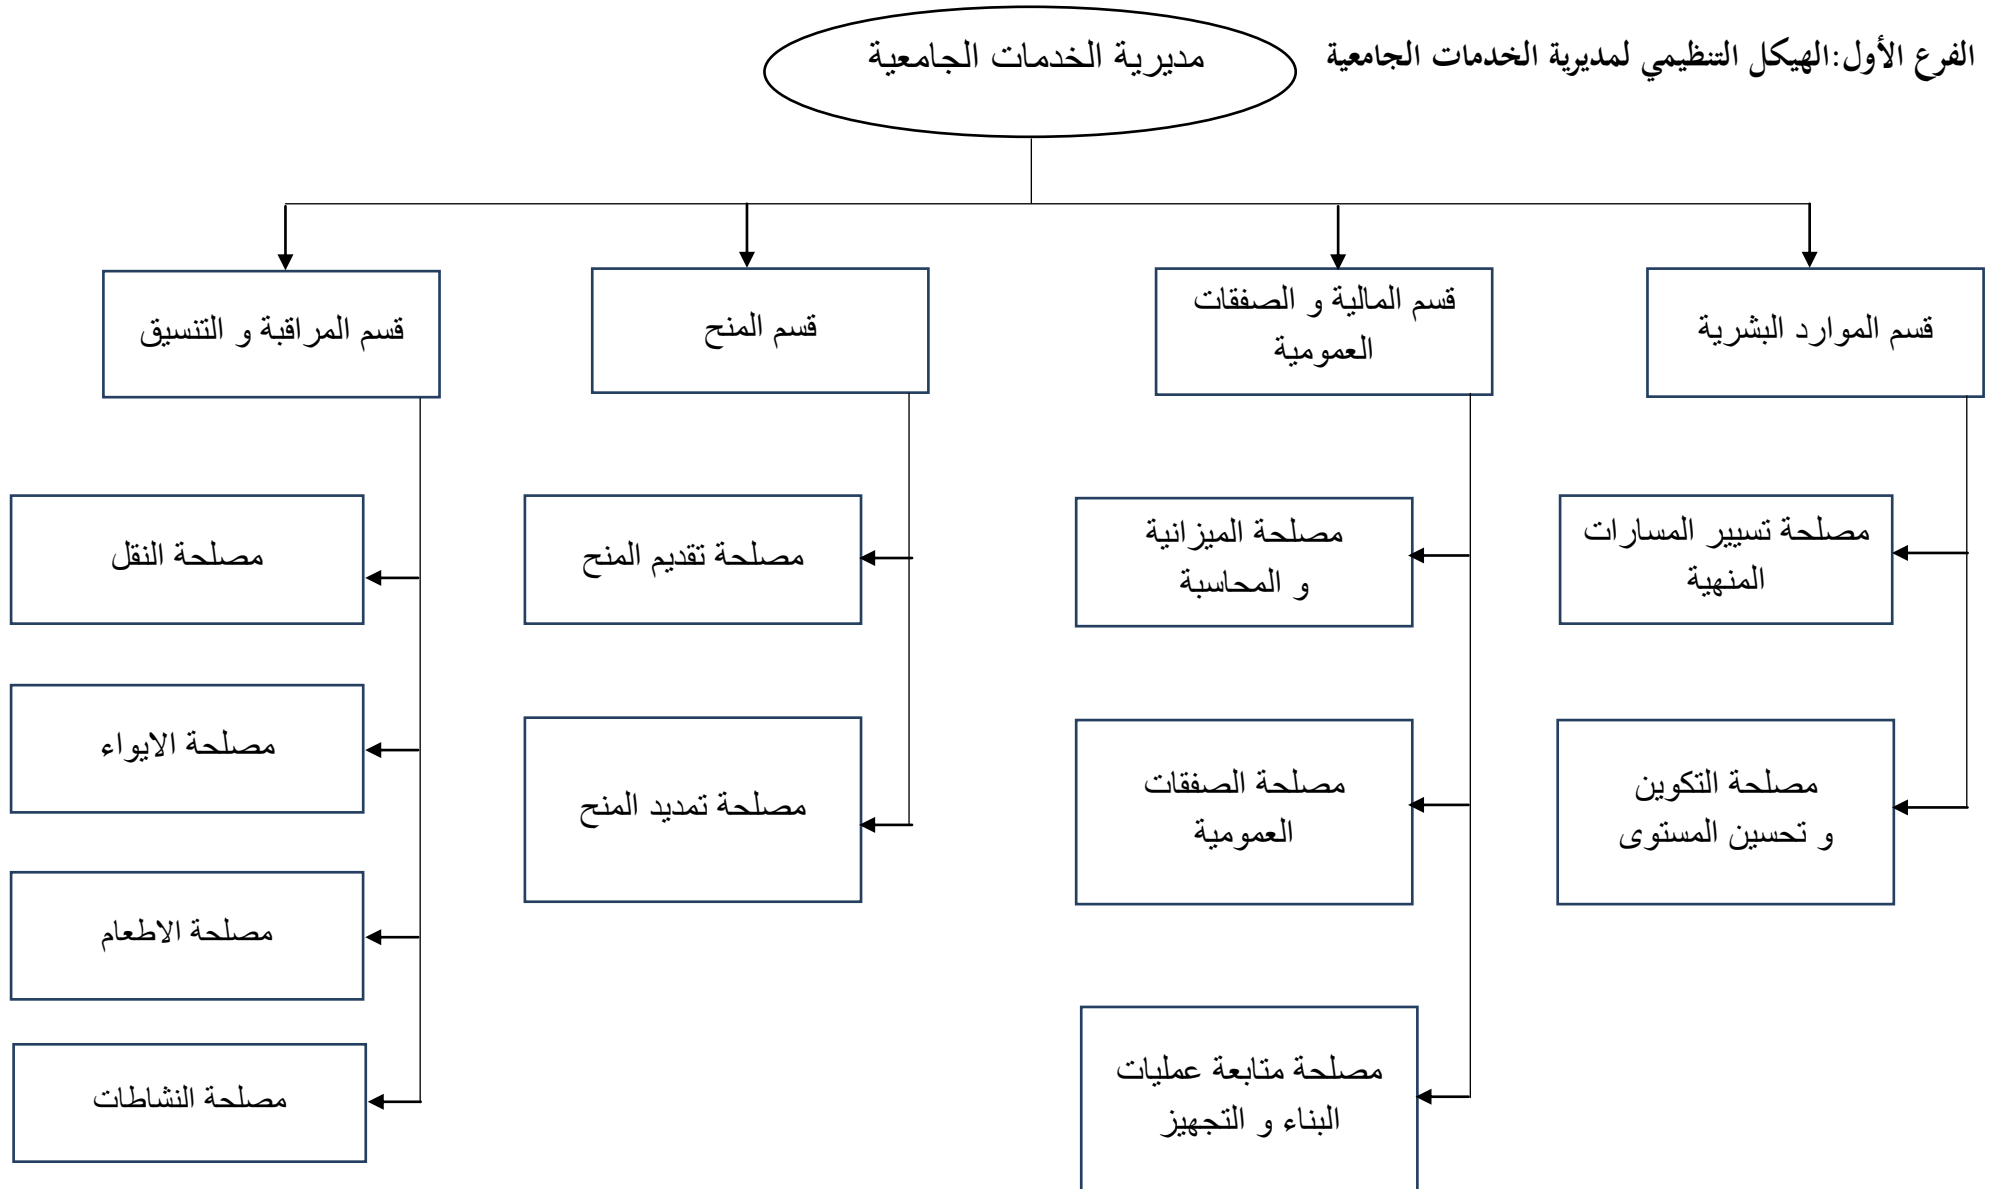 الفرع الأول:الهيكل التنظيمي لمديرية الخدمات الجامعية
مديرية الخدمات الجامعية
قسم الموارد البشرية
قسم المالية و الصفقات
العمومية
قسم المنح
قسم المراقبة و التنسيق
مصلحة تسيير المسارات
المنهية
مصلحة الميزانية
و المحاسبة
مصلحة تقديم المنح
مصلحة النقل
مصلحة التكوين
و تحسين المستوى
مصلحة الصفقات
العمومية
مصلحة تمديد المنح
مصلحة الايواء
مصلحة الاطعام
مصلحة متابعة عمليات
البناء و التجهيز
مصلحة النشاطات